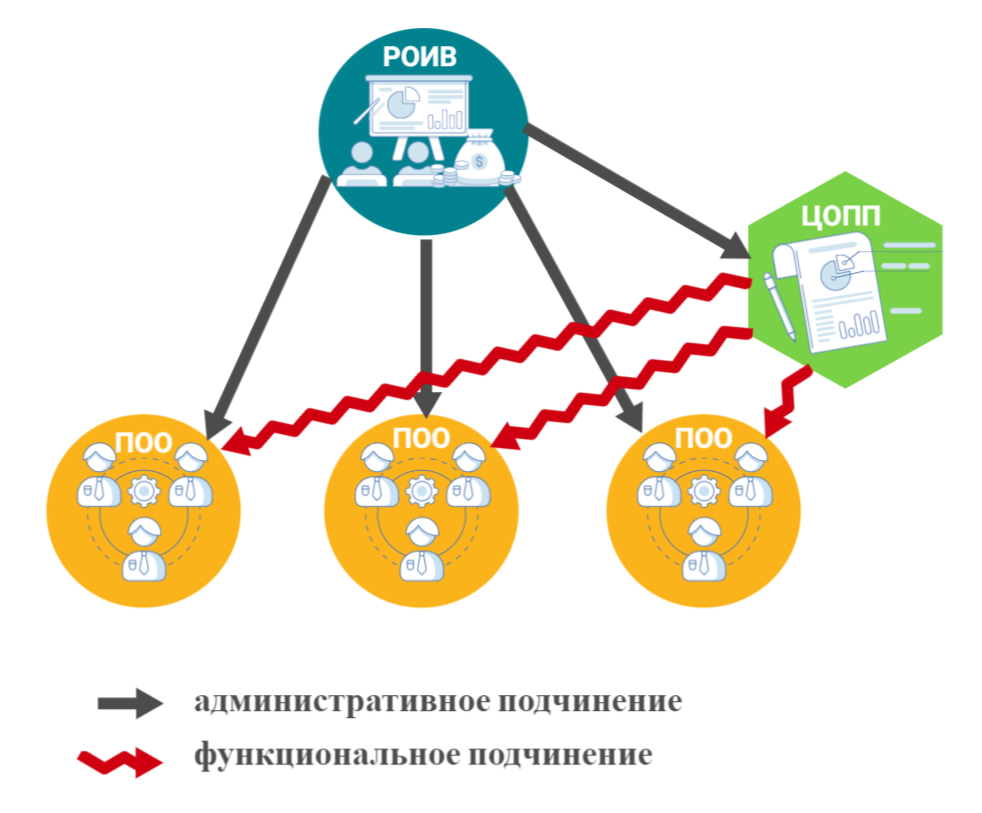 РОИВ
ЦОПП
ПОО
ПОО
ПОО
административное подчинение
функциональное подчинение